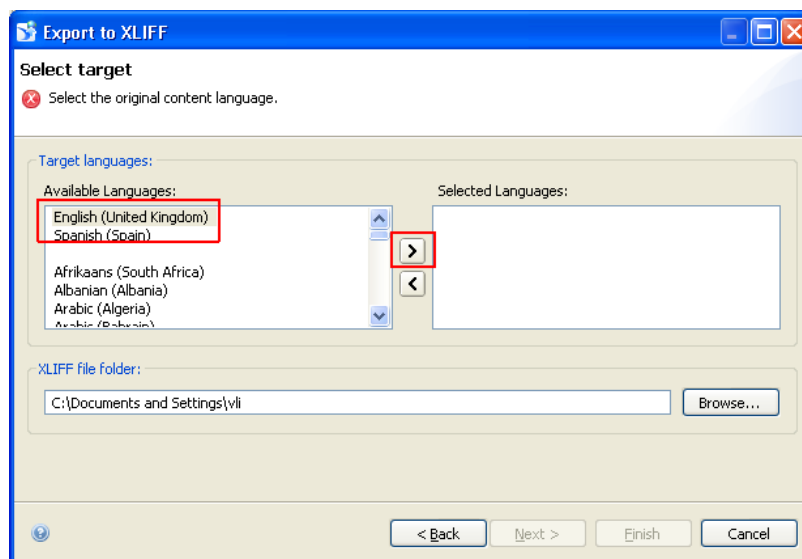 Export to XLIFF
Select target
Select the original content language.
Target languages:
Available Languages:
Selected Languages:
English (United Kingdom)
Spanish (Spain)
>
Afrikaans (South Africa)
<
Albanian (Albania)
Arabic (Algeria)
Arabic (Bahrain)
XLIFF file folder:
C:\Documents and Settings\vli
Browse...
?
< Back
Next >
Finish
Cancel